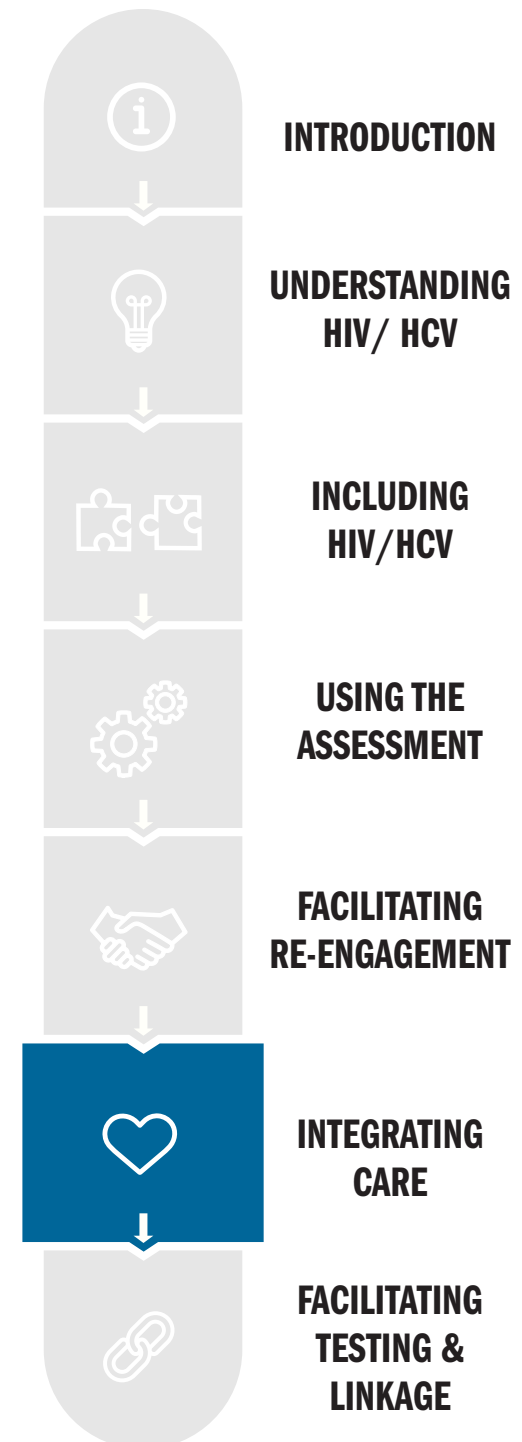 INTRODUCTION
UNDERSTANDING
HIV/ HCV
INCLUDING
HIV/HCV
USING THE
ASSESSMENT
FACILITATING
RE-ENGAGEMENT
INTEGRATING
CARE
FACILITATING
TESTING &
LINKAGE